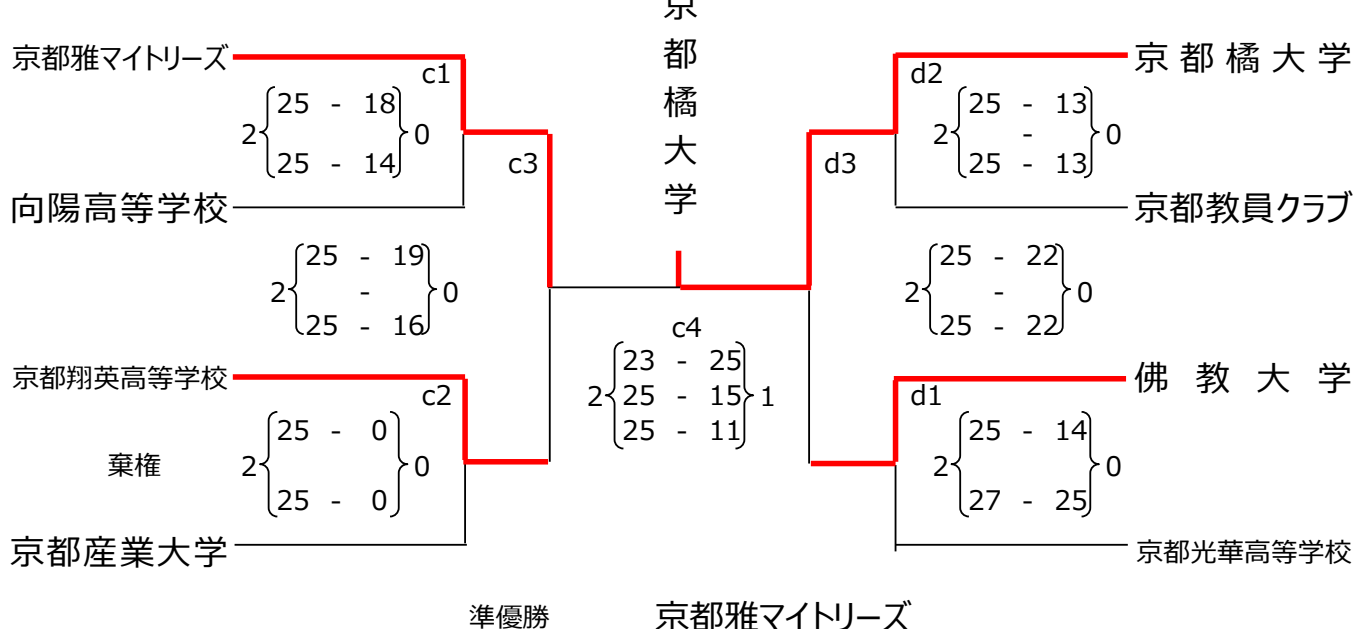 京都橘大学
京都雅マイトリーズ
c1
2 25 - 18 0
25 - 14
向陽高等学校
c3
2 25 - 19 0
-
25 - 16
京都翔英高等学校
c2
棄権
2 25 - 0 0
25 - 0
京都産業大学
c4
23 - 25
2 25 - 15 1
25 - 11
京都橘大学
d2
25 - 13
2 - 0
25 - 13
京都教員クラブ
d3
25 - 22
2 - 0
25 - 22
佛教大学
d1
25 - 14
2 0
27 - 25
京都光華高等学校
準優勝 京都雅マイトリーズ